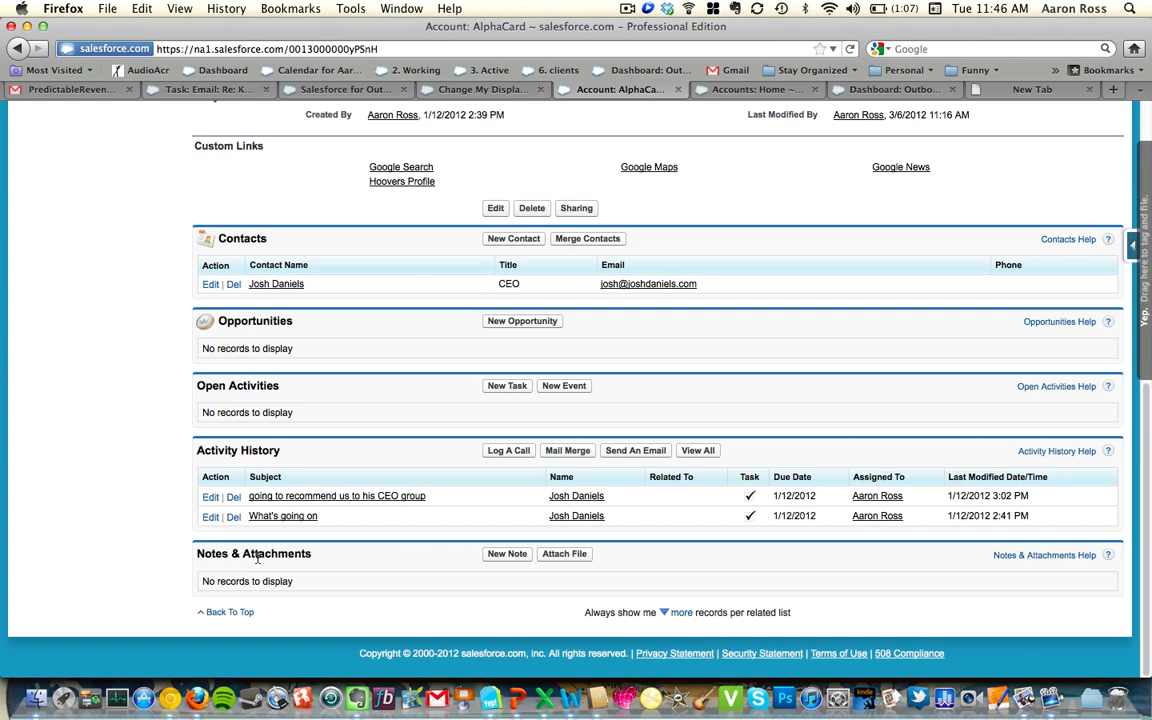 Firefox File Edit View History Bookmarks Tools Window Help (1:07) Tue 11:46 AM Aaron Ross
Account: AlphaCard ~ salesforce.com - Professional Edition
salesforce.com https://na1.salesforce.com/0013000000yPSnH Google
Most Visited AudioAcr Dashboard Calendar for Aar... 2. Working 3. Active 6. clients Dashboard: Out... Gmail Stay Organized Personal Funny Bookmarks
PredictableReven... Task: Email: Re: K... Salesforce for Out... Change My Displa... Account: AlphaCa... Accounts: Home ~... Dashboard: Outbo... New Tab
Created By Aaron Ross, 1/12/2012 2:39 PM Last Modified By Aaron Ross, 3/6/2012 11:16 AM
Custom Links
Google Search Google Maps Google News
Hoovers Profile
Edit Delete Sharing
Contacts New Contact Merge Contacts Contacts Help ?
Action Contact Name Title Email Phone
Edit | Del Josh Daniels CEO josh@joshdaniels.com
Opportunities New Opportunity Opportunities Help ?
No records to display
Open Activities New Task New Event Open Activities Help ?
No records to display
Activity History Log A Call Mail Merge Send An Email View All Activity History Help ?
Action Subject Name Related To Task Due Date Assigned To Last Modified Date/Time
Edit | Del going to recommend us to his CEO group Josh Daniels 1/12/2012 Aaron Ross 1/12/2012 3:02 PM
Edit | Del What's going on Josh Daniels 1/12/2012 Aaron Ross 1/12/2012 2:41 PM
Notes & Attachments New Note Attach File Notes & Attachments Help ?
No records to display
Back To Top Always show me more records per related list
Copyright © 2000-2012 salesforce.com, inc. All rights reserved. | Privacy Statement | Security Statement | Terms of Use | 508 Compliance
Yep. Drag here to tag and file.